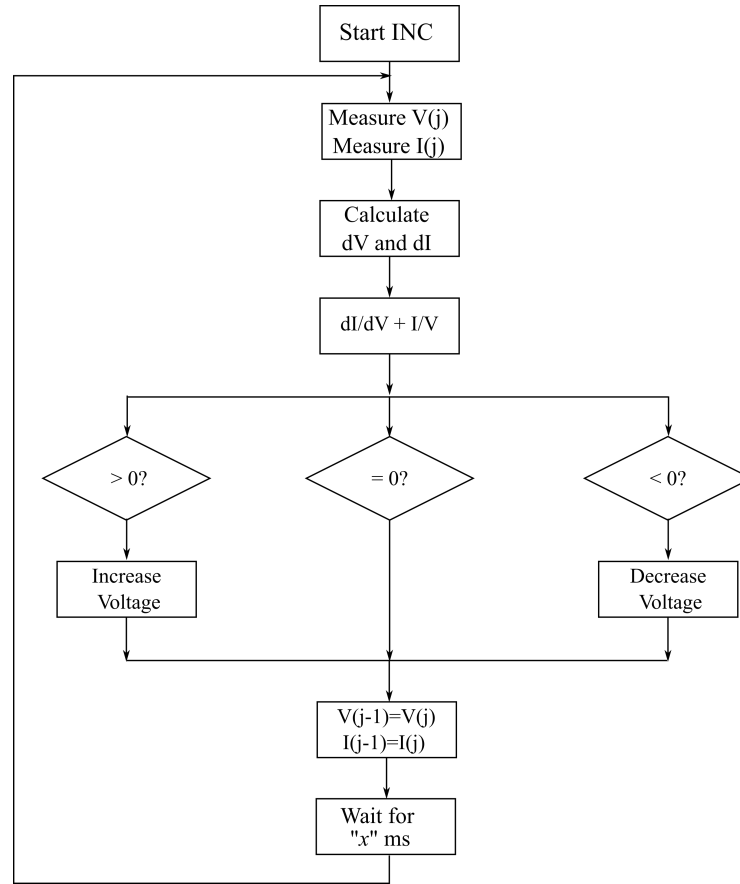 Start INC
Measure V(j)
Measure I(j)
Calculate
dV and dI
dI/dV + I/V
> 0?
= 0?
< 0?
Increase
Voltage
Decrease
Voltage
V(j-1)=V(j)
I(j-1)=I(j)
Wait for
"x" ms